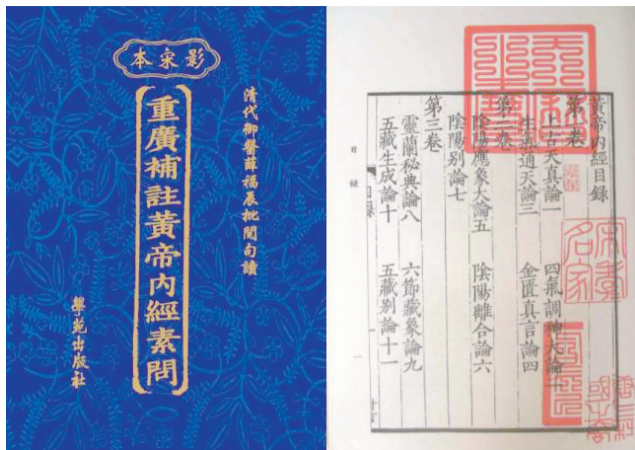 影宋本
清代御醫薛福辰批閱句讀
重廣補註黃帝內經素問
學苑出版社
黃帝內經目錄
第一卷
上古天真論一 四氣調神大論二
生氣通天論三 金匱真言論四
第二卷
陰陽應象大論五 陰陽離合論六
陰陽別論七
第三卷
靈蘭秘典論八 六節藏象論九
五藏生成論十 五藏別論十一
目錄